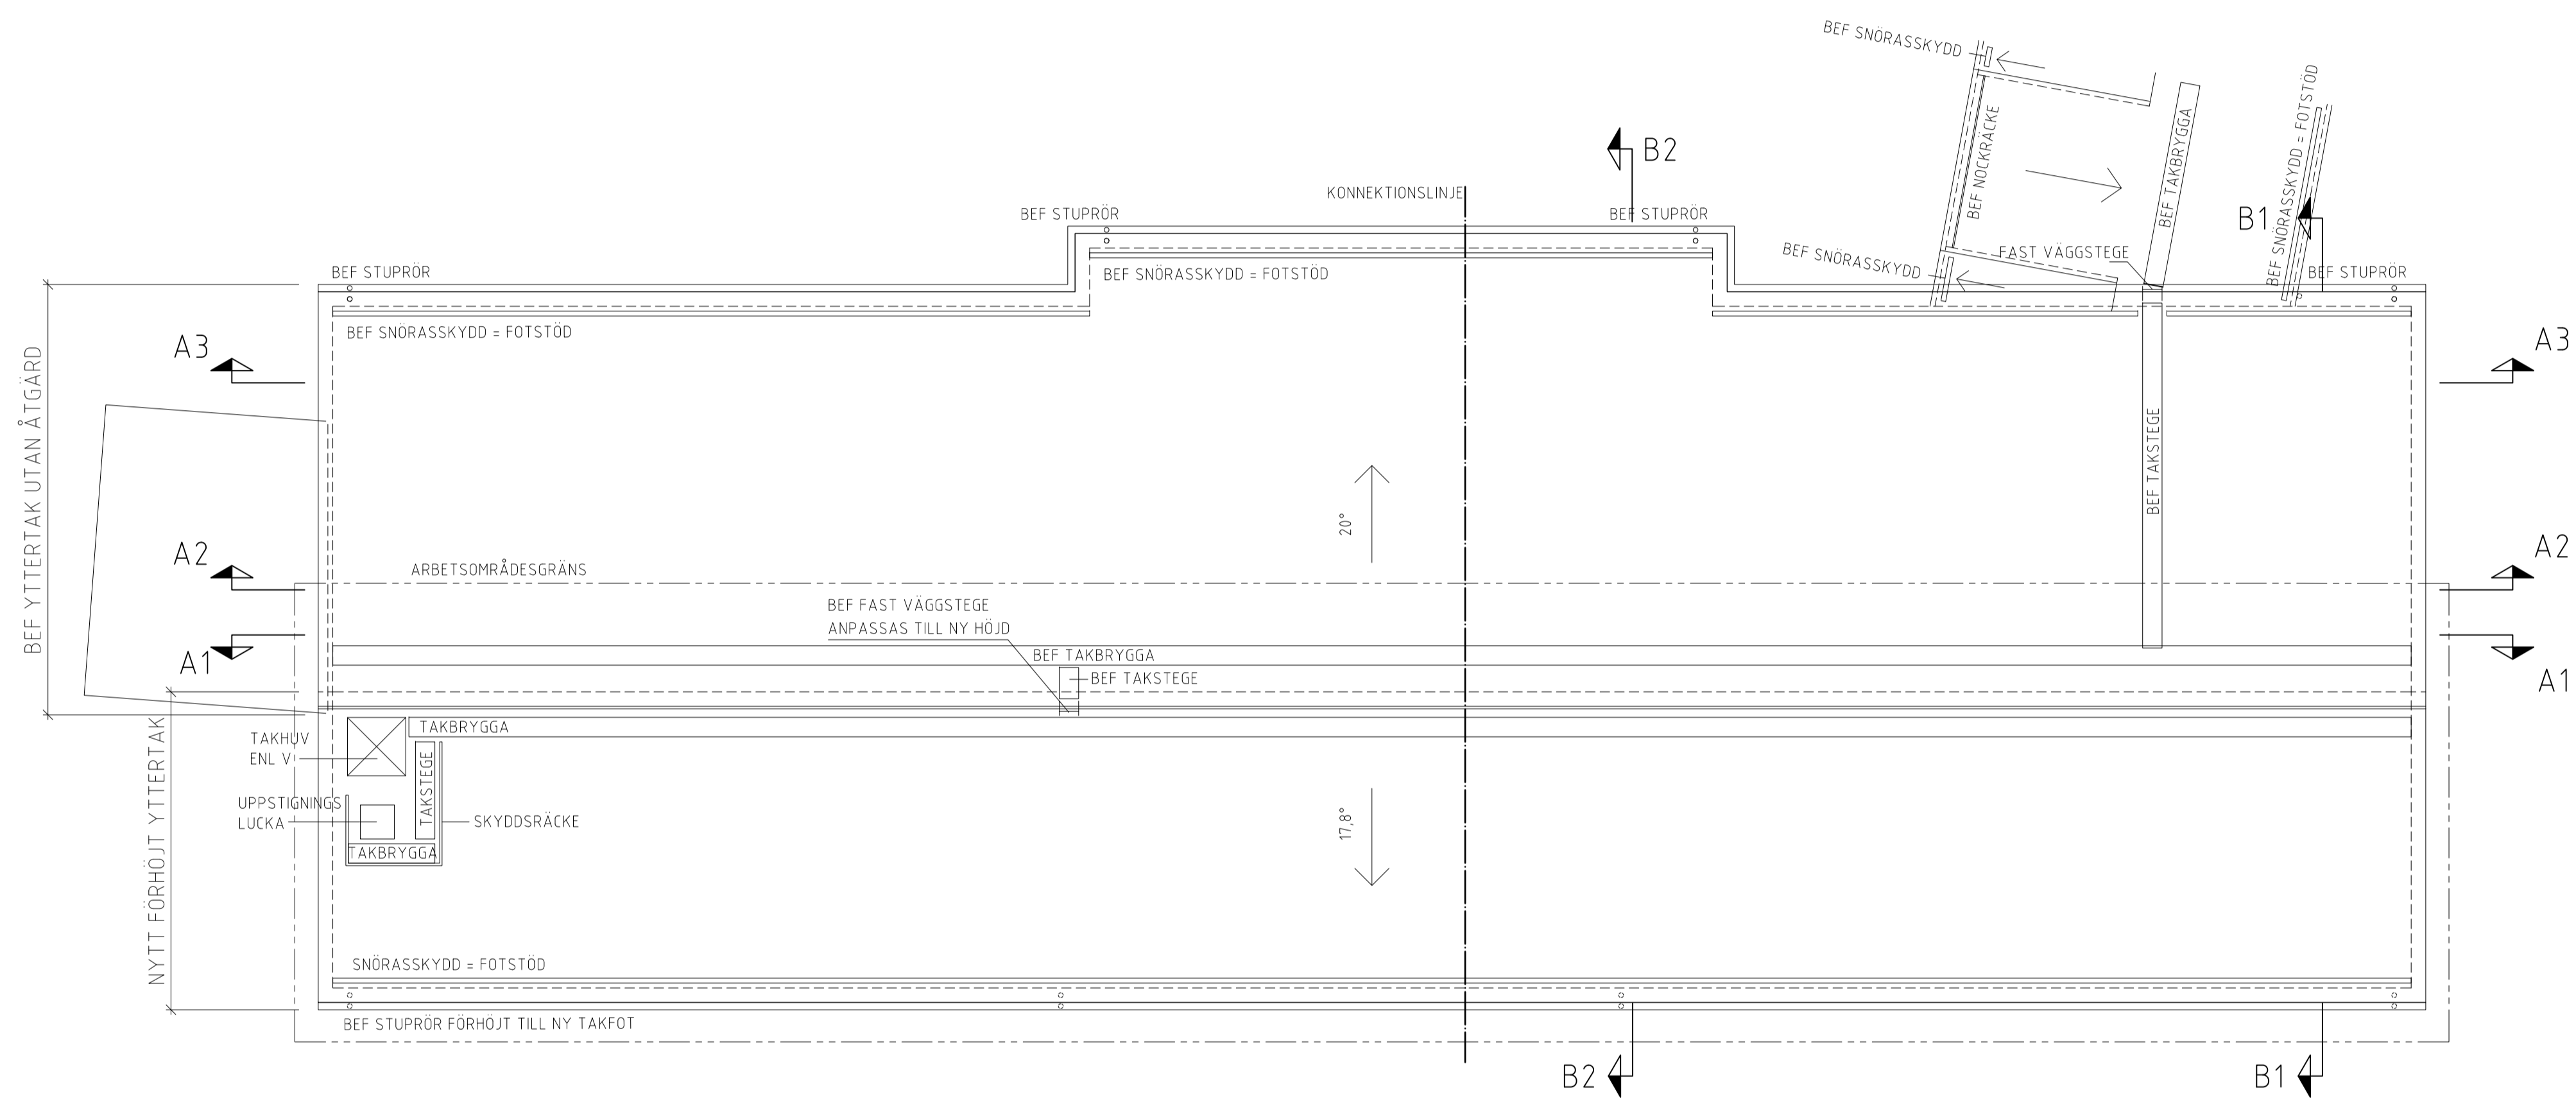 BEF SNÖRASSKYDD
BEF NOCKRÄCKE
BEF TAKBRYGGA
BEF SNÖRASSKYDD = FOTSTÖD
B2
KONNEKTIONSLINJE
BEF STUPRÖR
BEF STUPRÖR
B1
BEF SNÖRASSKYDD
FAST VÄGGSTEGE
BEF STUPRÖR
BEF STUPRÖR
BEF SNÖRASSKYDD = FOTSTÖD
BEF SNÖRASSKYDD = FOTSTÖD
A3
A3
BEF YTTERTAK UTAN ÅTGÄRD
BEF TAKSTEGE
20°
A2
A2
ARBETSOMRÅDESGRÄNS
BEF FAST VÄGGSTEGE
ANPASSAS TILL NY HÖJD
A1
BEF TAKBRYGGA
BEF TAKSTEGE
A1
TAKBRYGGA
TAKHUV
ENL V
TAKSTEGE
UPPSTIGNINGS
LUCKA
SKYDDSRÄCKE
TAKBRYGGA
17,8°
NYTT FÖRHÖJT YTTERTAK
SNÖRASSKYDD = FOTSTÖD
BEF STUPRÖR FÖRHÖJT TILL NY TAKFOT
B2
B1